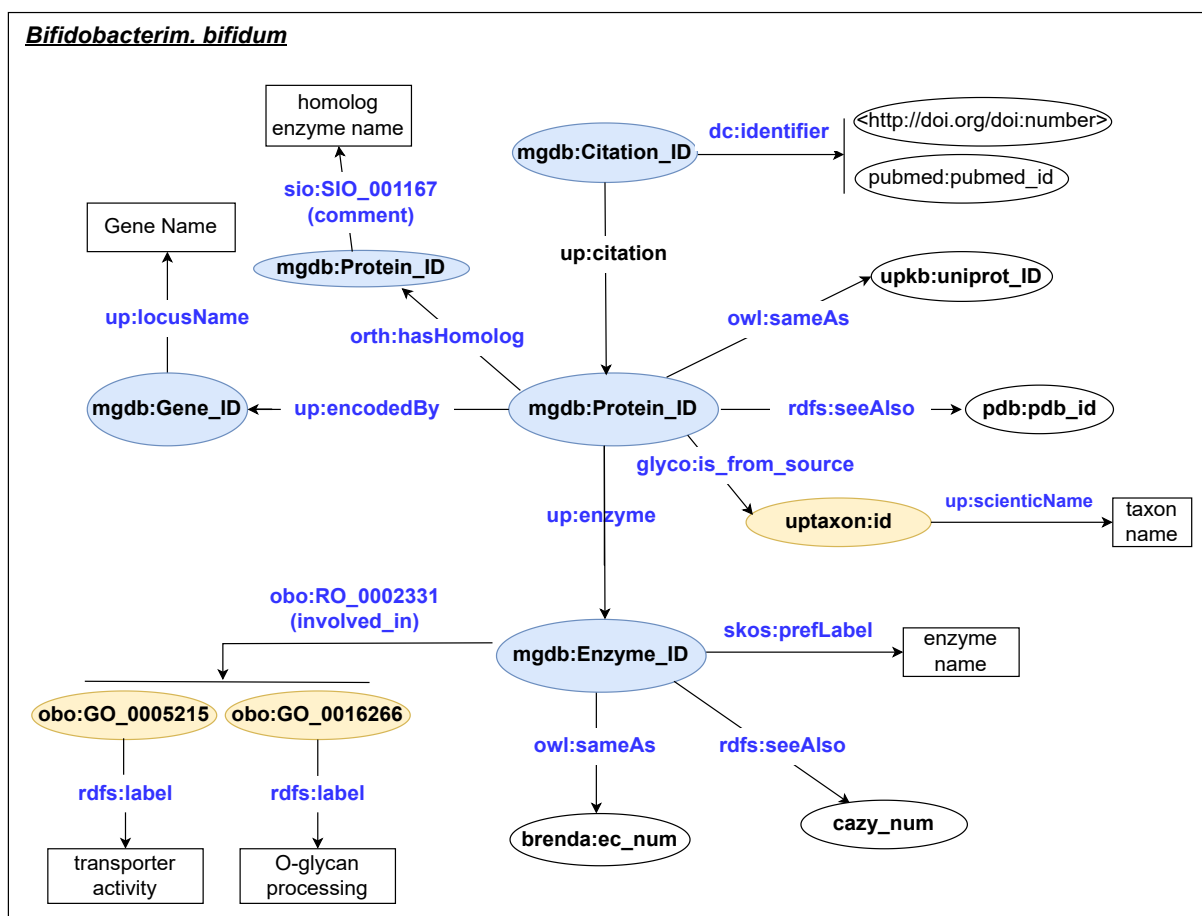 Bifidobacterim. bifidum
homolog
enzyme name
dc:identifier
<http://doi.org/doi:number>
mgdb:Citation_ID
pubmed:pubmed_id
sio:SIO_001167
(comment)
Gene Name
up:citation
mgdb:Protein_ID
upkb:uniprot_ID
up:locusName
owl:sameAs
orth:hasHomolog
mgdb:Gene_ID
up:encodedBy
mgdb:Protein_ID
rdfs:seeAlso
pdb:pdb_id
glyco:is_from_source
up:enzyme
uptaxon:id
up:scienticName
taxon
name
obo:RO_0002331
(involved_in)
mgdb:Enzyme_ID
skos:prefLabel
enzyme
name
obo:GO_0005215
obo:GO_0016266
owl:sameAs
rdfs:seeAlso
rdfs:label
rdfs:label
brenda:ec_num
cazy_num
transporter
activity
O-glycan
processing